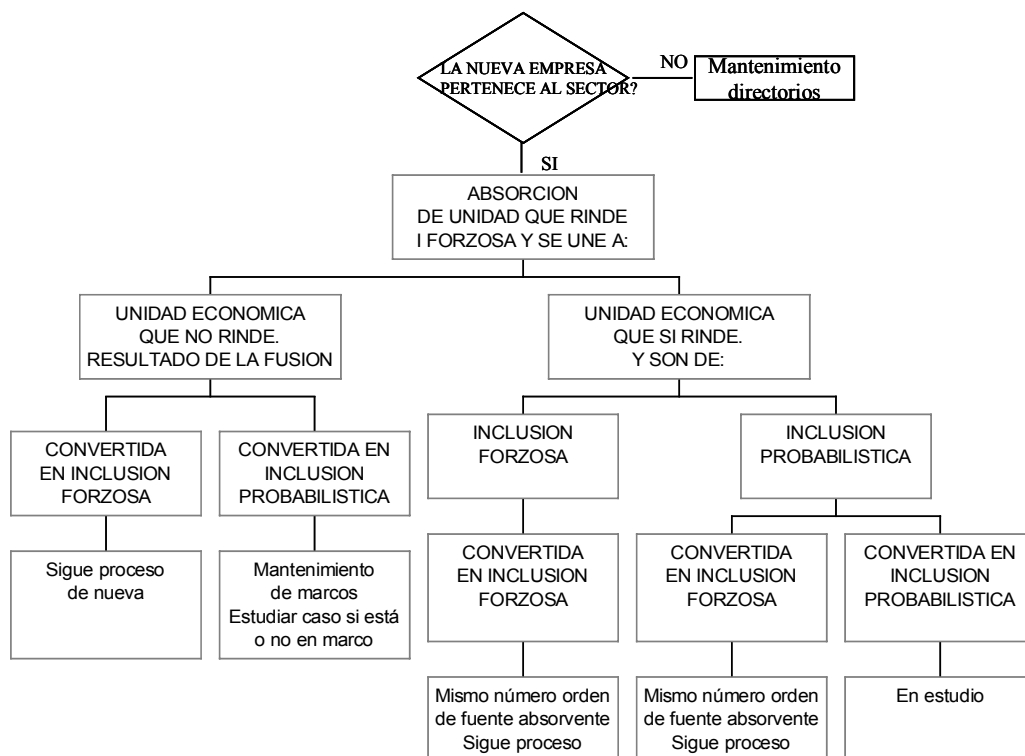 LA NUEVA EMPRESA
PERTENECE AL SECTOR?
NO
Mantenimiento
directorios
SI
ABSORCION
DE UNIDAD QUE RINDE
I FORZOSA Y SE UNE A:
UNIDAD ECONOMICA
QUE NO RINDE.
RESULTADO DE LA FUSION
UNIDAD ECONOMICA
QUE SI RINDE.
Y SON DE:
CONVERTIDA
EN INCLUSION
FORZOSA
CONVERTIDA EN
INCLUSION
PROBABILISTICA
INCLUSION
FORZOSA
INCLUSION
PROBABILISTICA
Sigue proceso
de nueva
Mantenimiento
de marcos
Estudiar caso si está
o no en marco
CONVERTIDA
EN INCLUSION
FORZOSA
CONVERTIDA
EN INCLUSION
FORZOSA
CONVERTIDA EN
INCLUSION
PROBABILISTICA
Mismo número orden
de fuente absorvente
Sigue proceso
Mismo número orden
de fuente absorvente
Sigue proceso
En estudio